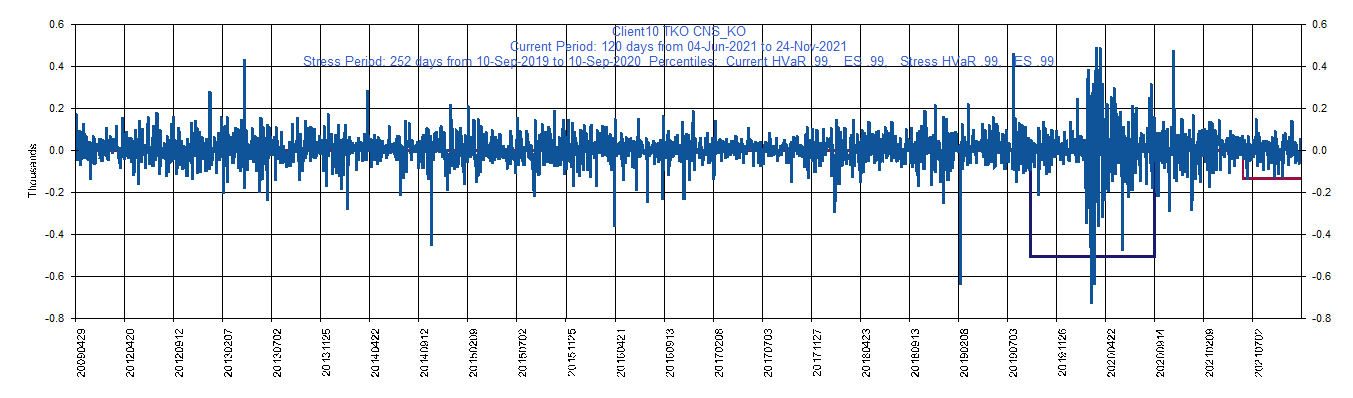 Client10 TKO CNS_KO
Current Period: 120 days from 04-Jun-2021 to 24-Nov-2021
Stress Period: 252 days from 10-Sep-2019 to 10-Sep-2020 Percentiles: Current HVaR .99, ES .99, Stress HVaR .99, ES .99
0.6 0.6
0.4 0.4
0.2 0.2
0.0 0.0
-0.2 -0.2
-0.4 -0.4
-0.6 -0.6
-0.8 -0.8
Thousands
20090429 20120420 20120912 20130207 20130702 20131125 20140422 20140912 20150209 20150702 20151125 20160421 20160913 20170208 20170703 20171127 20180423 20180913 20190208 20190703 20191126 20200422 20200914 20210209 20210702